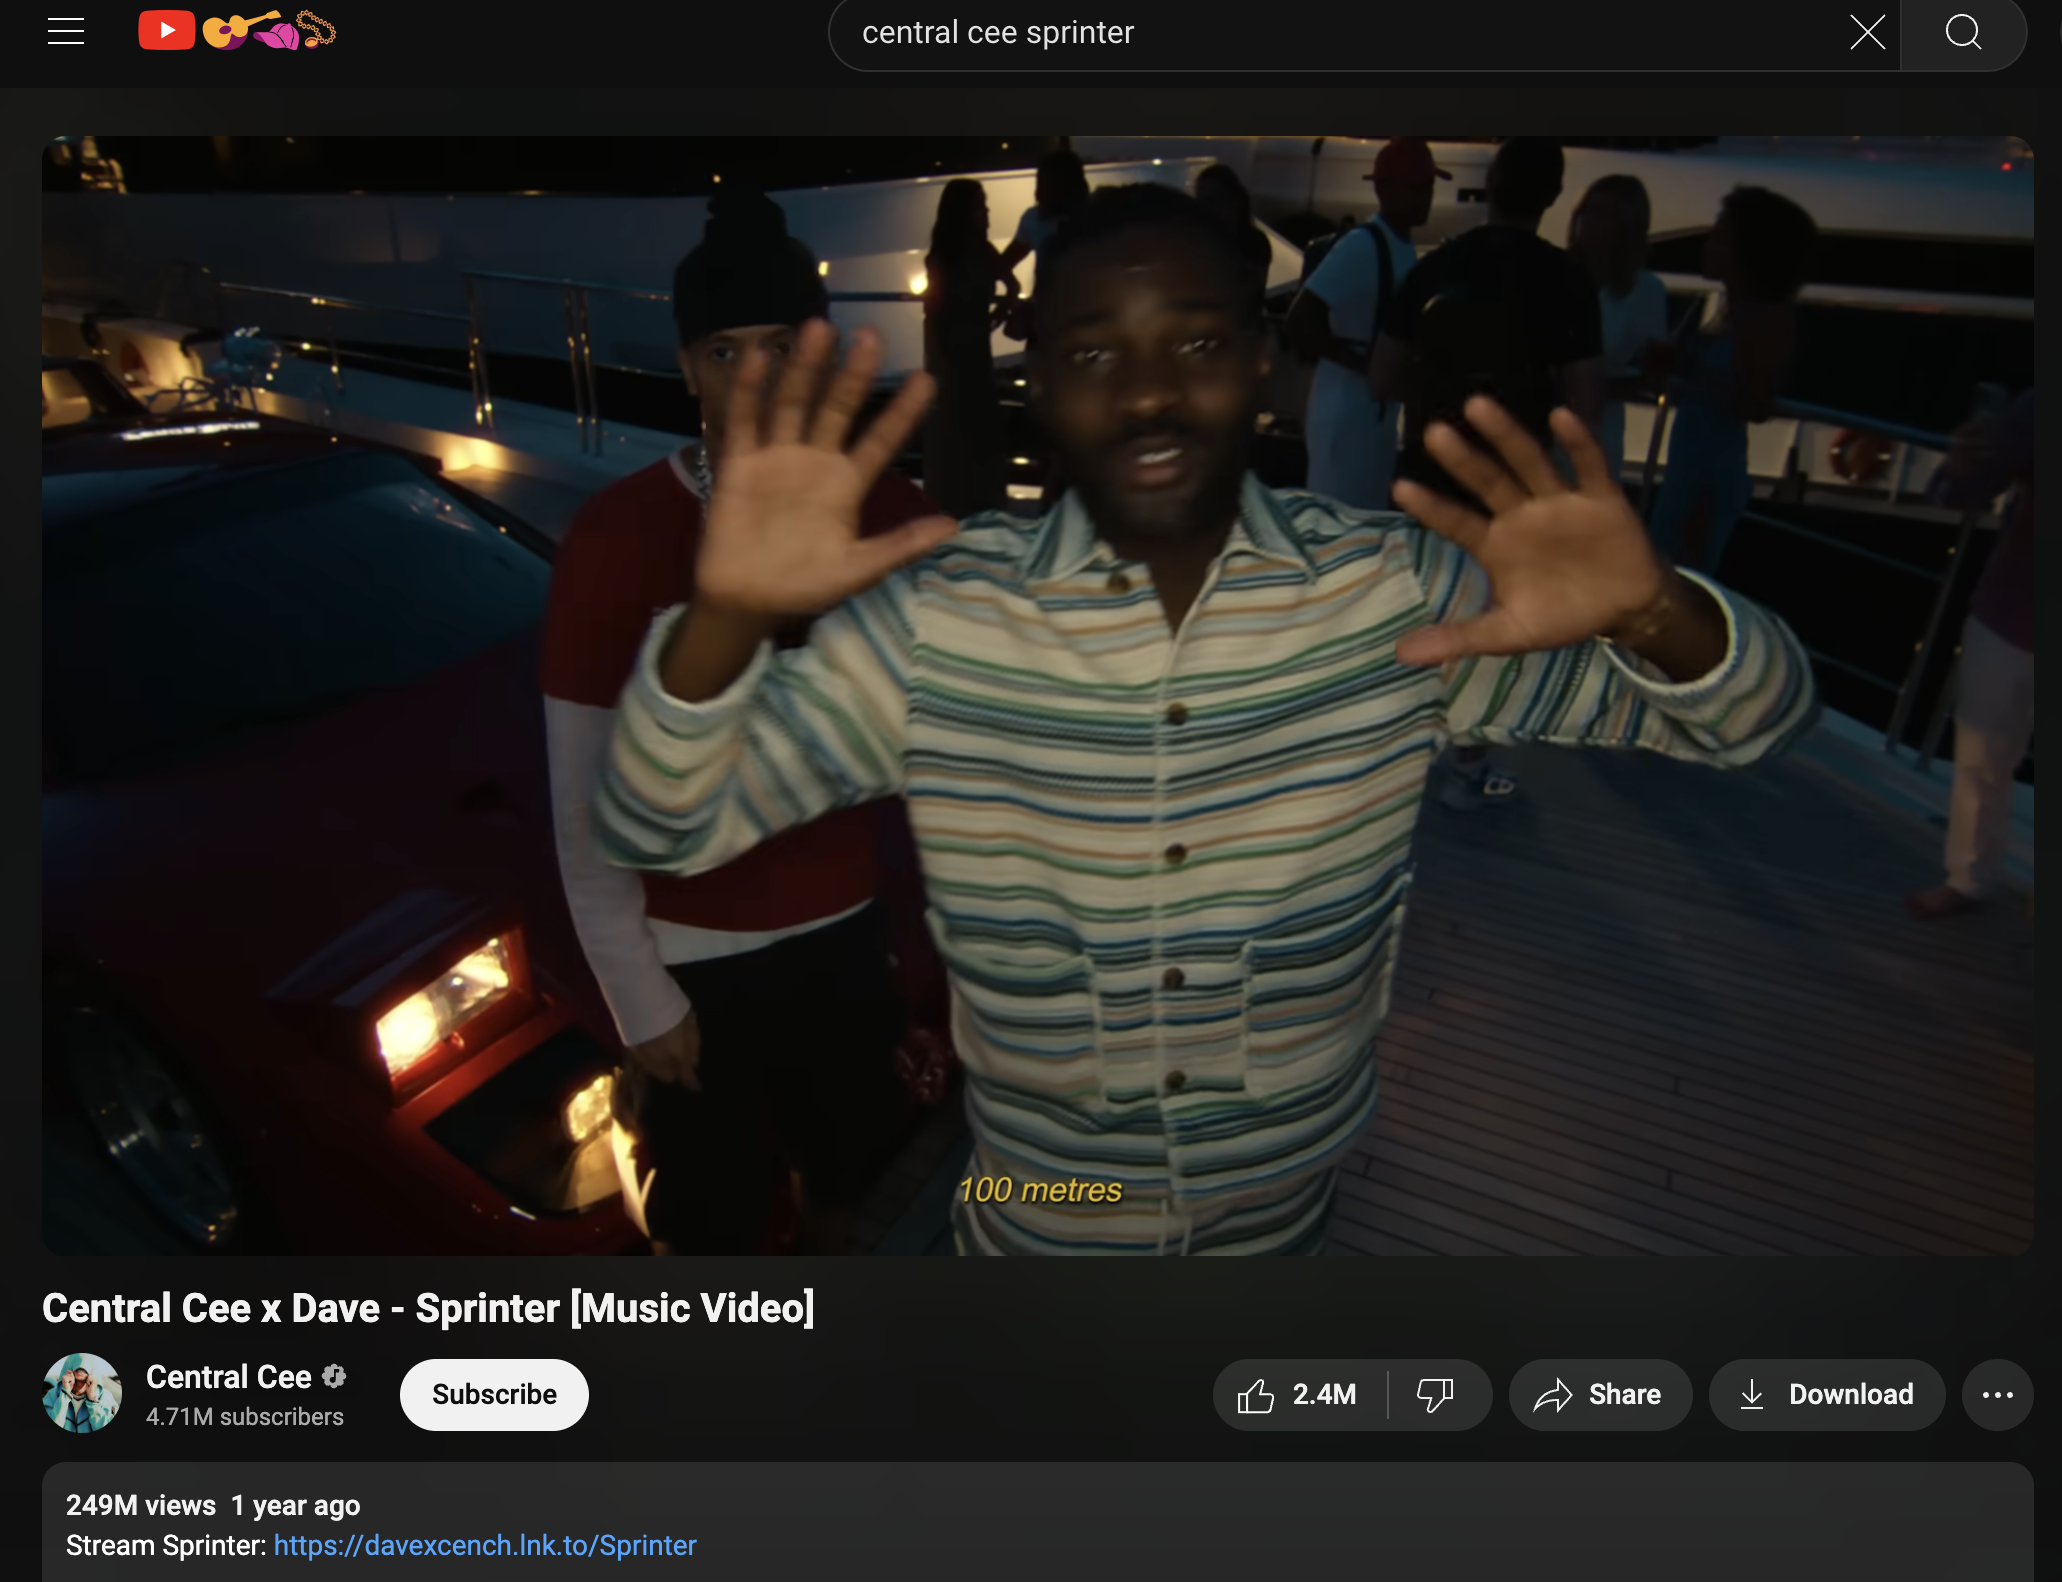 central cee sprinter
100 metres
Central Cee x Dave - Sprinter [Music Video]
Central Cee
4.71M subscribers
Subscribe
2.4M
Share
Download
249M views 1 year ago
Stream Sprinter: https://davexcench.lnk.to/Sprinter